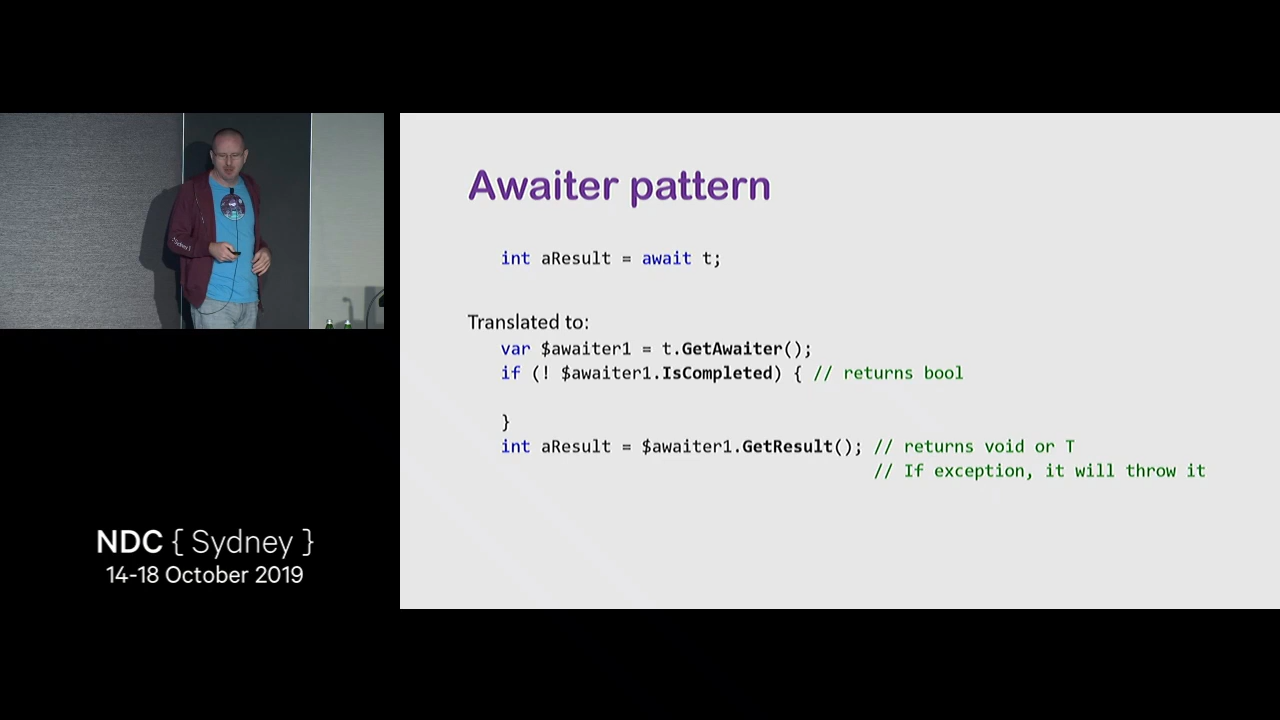 Awaiter pattern
int aResult = await t;
Translated to:
var $awaiter1 = t.GetAwaiter();
if (! $awaiter1.IsCompleted) { // returns bool
}
int aResult = $awaiter1.GetResult(); // returns void or T
// If exception, it will throw it
NDC { Sydney }
14-18 October 2019